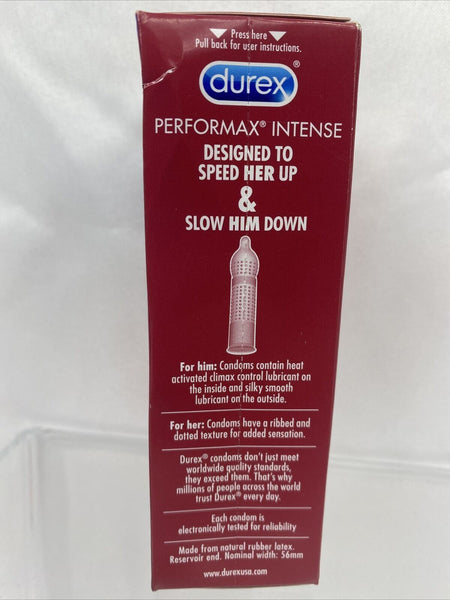 Press here
Pull back for user instructions.
durex®
PERFORMAX® INTENSE
DESIGNED TO
SPEED HER UP
&
SLOW HIM DOWN
For him: Condoms contain heat
activated climax control lubricant on
the inside and silky smooth
lubricant on the outside.
For her: Condoms have a ribbed and
dotted texture for added sensation.
Durex® condoms don't just meet
worldwide quality standards,
they exceed them. That's why
millions of people across the world
trust Durex® every day.
Each condom is
electronically tested for reliability
Made from natural rubber latex.
Reservoir end. Nominal width: 56mm
www.durexusa.com